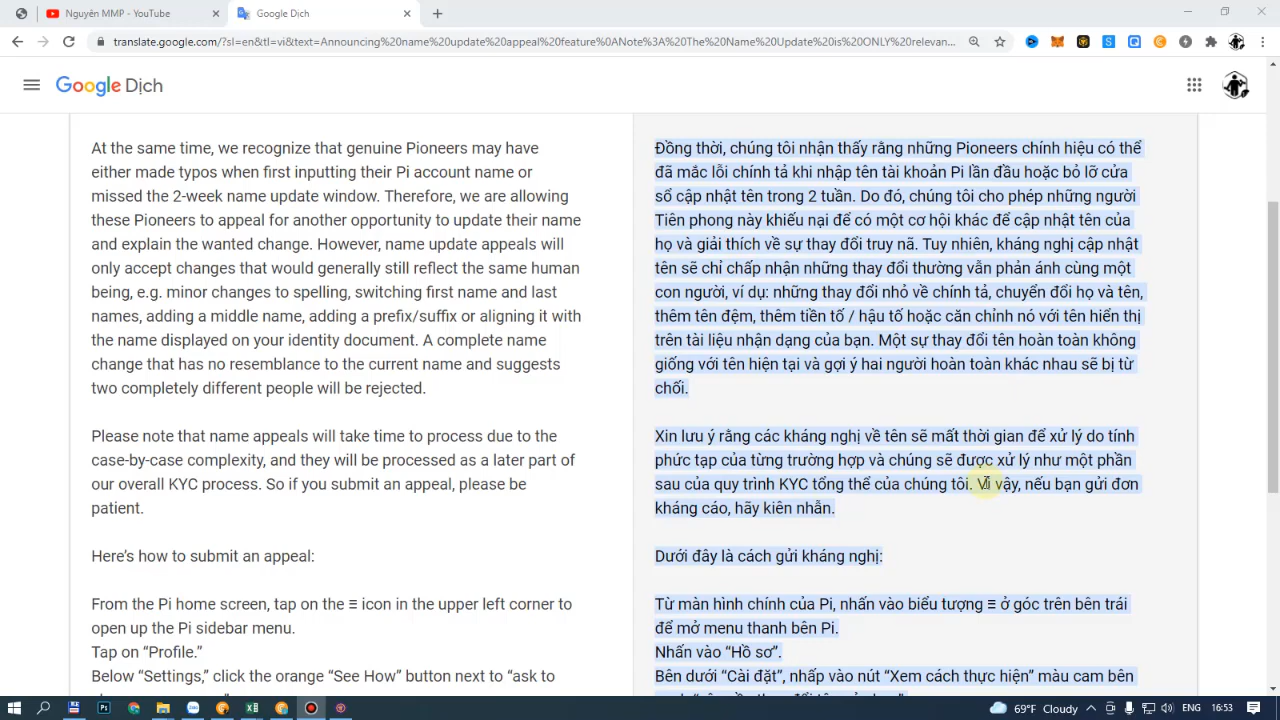 Nguyên MMP - YouTube
Google Dịch
translate.google.com/?sl=en&tl=vi&text=Announcing%20name%20update%20appeal%20feature%0ANote%3A%20The%20Name%20Update%20is%20ONLY%20relevan...
Google Dịch
At the same time, we recognize that genuine Pioneers may have
either made typos when first inputting their Pi account name or
missed the 2-week name update window. Therefore, we are allowing
these Pioneers to appeal for another opportunity to update their name
and explain the wanted change. However, name update appeals will
only accept changes that would generally still reflect the same human
being, e.g. minor changes to spelling, switching first name and last
names, adding a middle name, adding a prefix/suffix or aligning it with
the name displayed on your identity document. A complete name
change that has no resemblance to the current name and suggests
two completely different people will be rejected.
Please note that name appeals will take time to process due to the
case-by-case complexity, and they will be processed as a later part of
our overall KYC process. So if you submit an appeal, please be
patient.
Here's how to submit an appeal:
From the Pi home screen, tap on the ≡ icon in the upper left corner to
open up the Pi sidebar menu.
Tap on “Profile.”
Below “Settings,” click the orange “See How” button next to “ask to
Đồng thời, chúng tôi nhận thấy rằng những Pioneers chính hiệu có thể
đã mắc lỗi chính tả khi nhập tên tài khoản Pi lần đầu hoặc bỏ lỡ cửa
sổ cập nhật tên trong 2 tuần. Do đó, chúng tôi cho phép những người
Tiên phong này khiếu nại để có một cơ hội khác để cập nhật tên của
họ và giải thích về sự thay đổi truy nã. Tuy nhiên, kháng nghị cập nhật
tên sẽ chỉ chấp nhận những thay đổi thường vẫn phản ánh cùng một
con người, ví dụ: những thay đổi nhỏ về chính tả, chuyển đổi họ và tên,
thêm tên đệm, thêm tiền tố / hậu tố hoặc căn chỉnh nó với tên hiển thị
trên tài liệu nhận dạng của bạn. Một sự thay đổi tên hoàn toàn không
giống với tên hiện tại và gợi ý hai người hoàn toàn khác nhau sẽ bị từ
chối.
Xin lưu ý rằng các kháng nghị về tên sẽ mất thời gian để xử lý do tính
phức tạp của từng trường hợp và chúng sẽ được xử lý như một phần
sau của quy trình KYC tổng thể của chúng tôi. Vì vậy, nếu bạn gửi đơn
kháng cáo, hãy kiên nhẫn.
Dưới đây là cách gửi kháng nghị:
Từ màn hình chính của Pi, nhấn vào biểu tượng ≡ ở góc trên bên trái
để mở menu thanh bên Pi.
Nhấn vào “Hồ sơ”.
Bên dưới “Cài đặt”, nhấp vào nút “Xem cách thực hiện” màu cam bên
69°F Cloudy
ENG
16:53